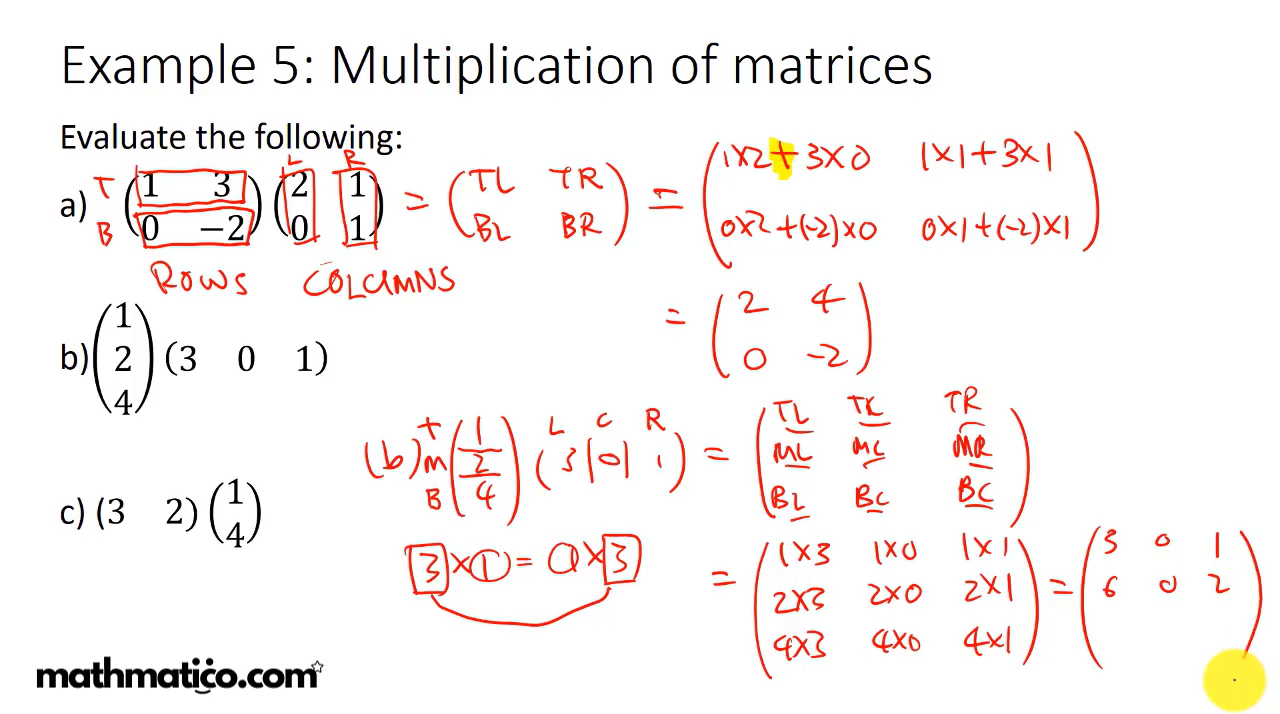 Example 5: Multiplication of matrices
Evaluate the following:
L R
a) T (1 3) (2 1) = (TL TR) = (1×2 + 3×0 1×1 + 3×1)
B (0 −2) (0 1) (BL BR) (0×2 + (-2)×0 0×1 + (-2)×1)
ROWS COLUMNS
= (2 4)
(0 -2)
b) (1
2
4) (3 0 1)
L C R
(b) T (1 (3 | 0 | 1) = (TL TC TR
M 2 ML MC MR
B 4) BL BC BC)
3 × 1 = 1 × 3
= (1×3 1×0 1×1 = (3 0 1
2×3 2×0 2×1 6 0 2
4×3 4×0 4×1) )
c) (3 2) (1
4)
mathmatico.com